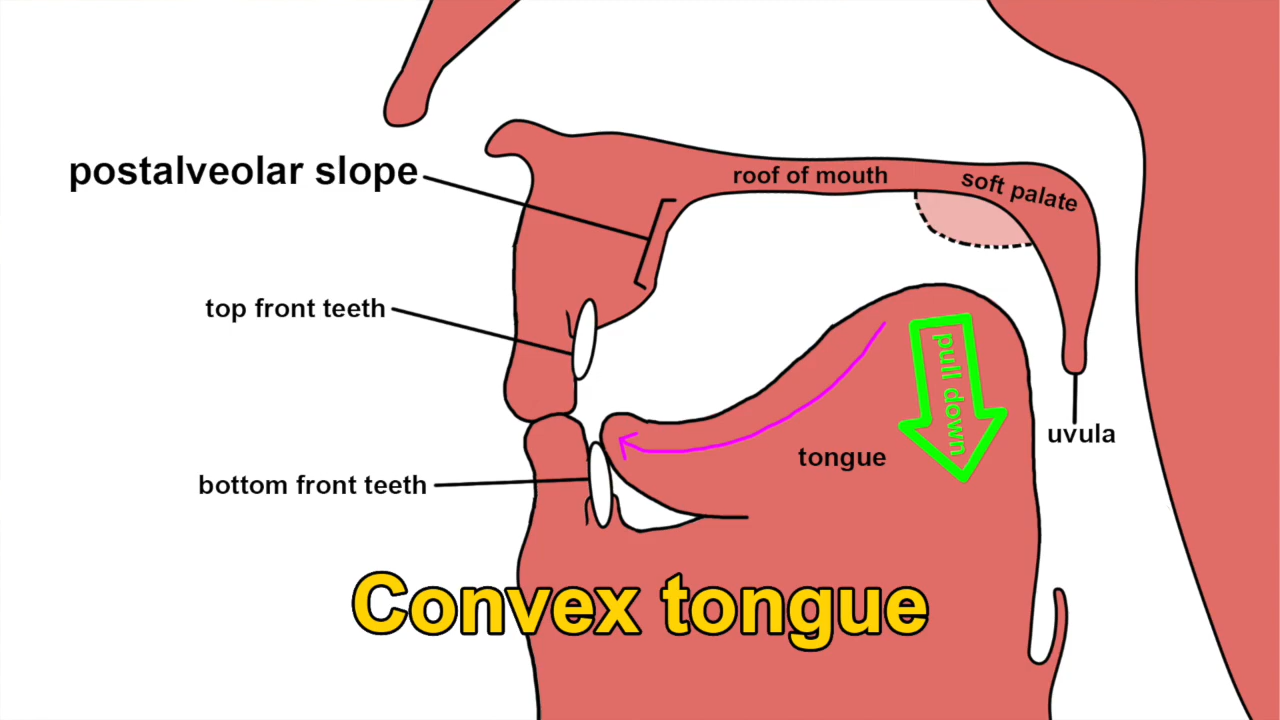 postalveolar slope
roof of mouth
soft palate
top front teeth
pull down
uvula
tongue
bottom front teeth
Convex tongue